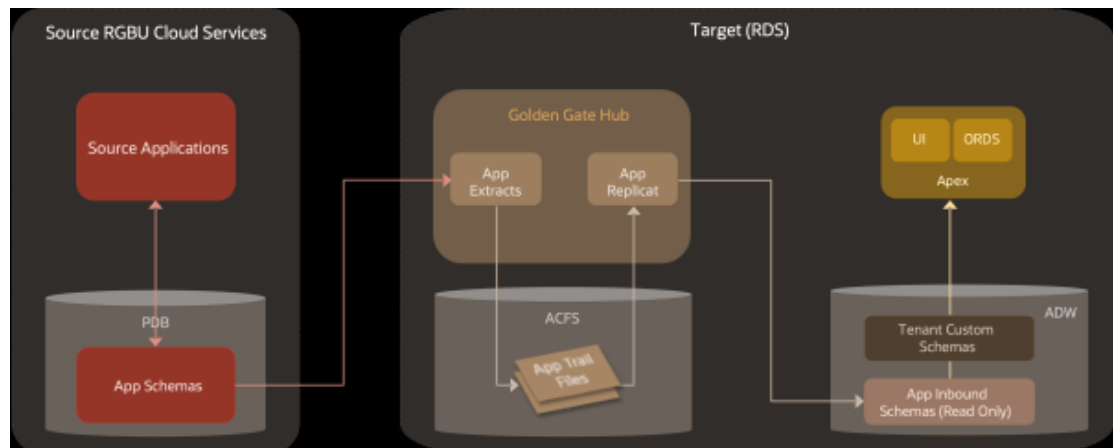 Source RGBU Cloud Services
Source Applications
PDB
App Schemas
Target (RDS)
Golden Gate Hub
App
Extracts
App
Replicat
ACFS
App Trail
Files
UI
ORDS
Apex
ADW
Tenant Custom
Schemas
App Inbound
Schemas (Read Only)